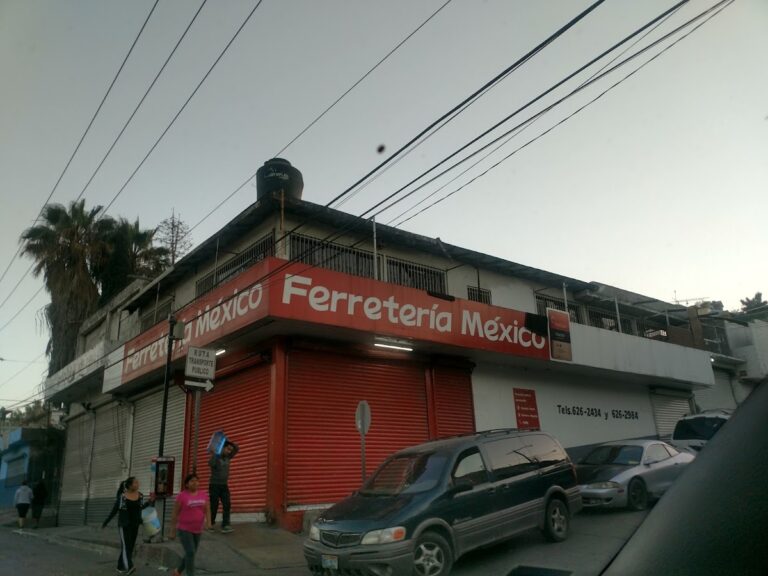 Ferretería México
Ferretería México
RUTA
TRANSPORTE
PUBLICO
Tels. 626-2434 y 626-2984